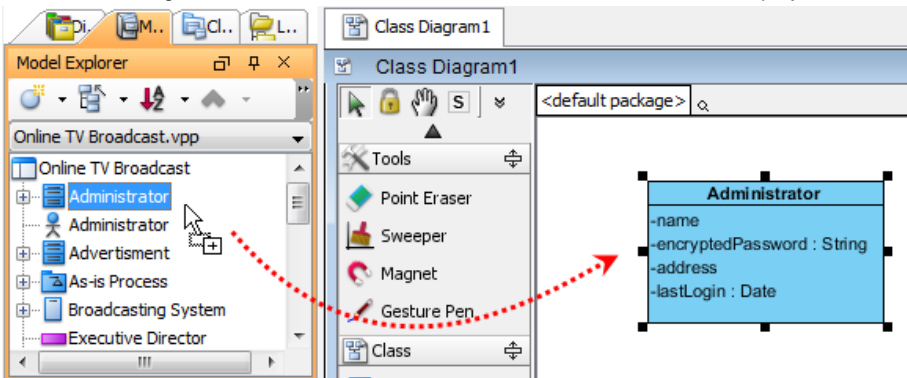 Di.
M..
Cl..
L..
Class Diagram1
Model Explorer
Class Diagram1
S
<default package>
Online TV Broadcast.vpp
Online TV Broadcast
Administrator
Administrator
Advertisment
As-is Process
Broadcasting System
Executive Director
Tools
Point Eraser
Sweeper
Magnet
Gesture Pen
Class
Administrator
-name
-encryptedPassword : String
-address
-lastLogin : Date